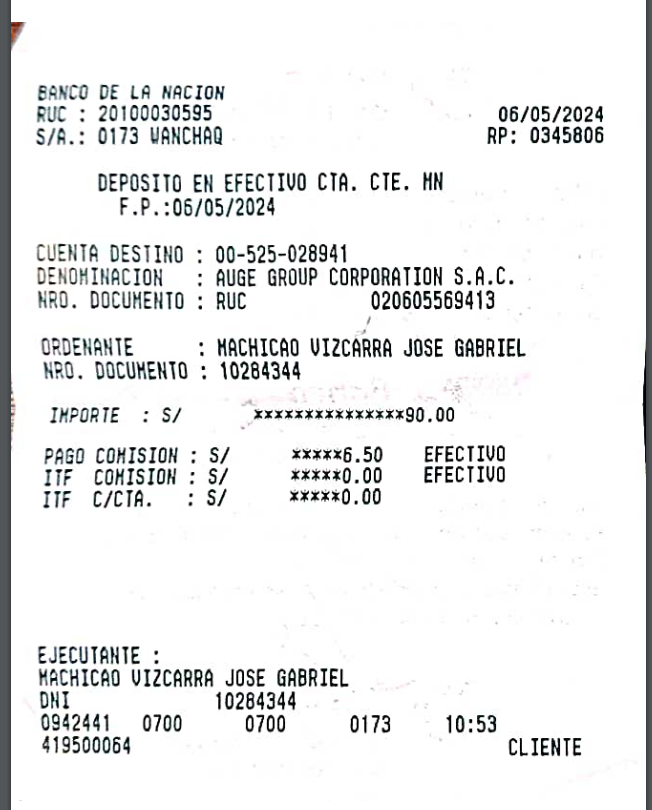 BANCO DE LA NACION
RUC : 20100030595 06/05/2024
S/A.: 0173 WANCHAQ RP: 0345806
DEPOSITO EN EFECTIVO CTA. CTE. MN
F.P.:06/05/2024
CUENTA DESTINO : 00-525-028941
DENOMINACION : AUGE GROUP CORPORATION S.A.C.
NRO. DOCUMENTO : RUC 020605569413
ORDENANTE : MACHICAO VIZCARRA JOSE GABRIEL
NRO. DOCUMENTO : 10284344
IMPORTE : S/ ***************90.00
PAGO COMISION : S/ *****6.50 EFECTIVO
ITF COMISION : S/ *****0.00 EFECTIVO
ITF C/CTA. : S/ *****0.00
EJECUTANTE :
MACHICAO VIZCARRA JOSE GABRIEL
DNI 10284344
0942441 0700 0700 0173 10:53
419500064 CLIENTE